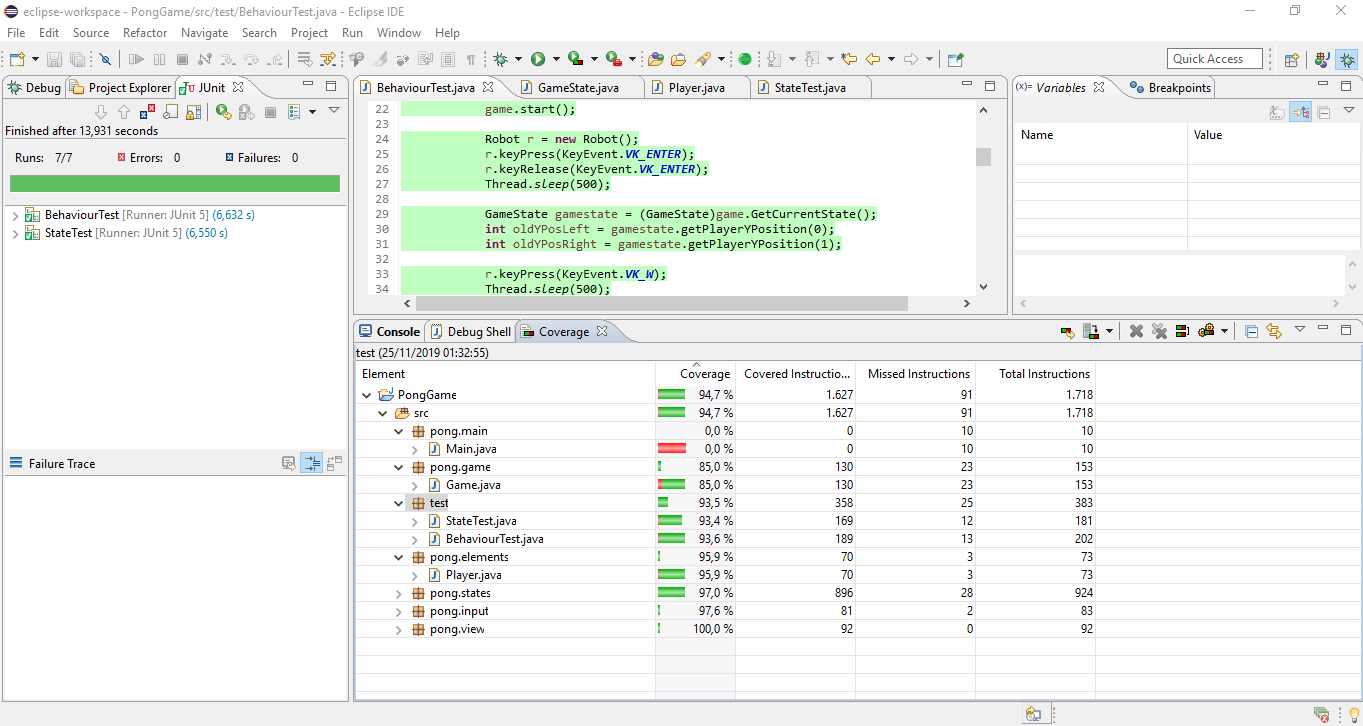 eclipse-workspace - PongGame/src/test/BehaviourTest.java - Eclipse IDE
File Edit Source Refactor Navigate Search Project Run Window Help
Quick Access
Debug Project Explorer JUnit
Finished after 13,931 seconds
Runs: 7/7 Errors: 0 Failures: 0
BehaviourTest [Runner: JUnit 5] (6,632 s)
StateTest [Runner: JUnit 5] (6,550 s)
Failure Trace
BehaviourTest.java GameState.java Player.java StateTest.java
22 game.start();
23
24 Robot r = new Robot();
25 r.keyPress(KeyEvent.VK_ENTER);
26 r.keyRelease(KeyEvent.VK_ENTER);
27 Thread.sleep(500);
28
29 GameState gamestate = (GameState)game.GetCurrentState();
30 int oldYPosLeft = gamestate.getPlayerYPosition(0);
31 int oldYPosRight = gamestate.getPlayerYPosition(1);
32
33 r.keyPress(KeyEvent.VK_W);
34 Thread.sleep(500);
(x)= Variables Breakpoints
Name Value
Console Debug Shell Coverage
test (25/11/2019 01:32:55)
Element Coverage Covered Instructio... Missed Instructions Total Instructions
PongGame 94,7 % 1.627 91 1.718
src 94,7 % 1.627 91 1.718
pong.main 0,0 % 0 10 10
Main.java 0,0 % 0 10 10
pong.game 85,0 % 130 23 153
Game.java 85,0 % 130 23 153
test 93,5 % 358 25 383
StateTest.java 93,4 % 169 12 181
BehaviourTest.java 93,6 % 189 13 202
pong.elements 95,9 % 70 3 73
Player.java 95,9 % 70 3 73
pong.states 97,0 % 896 28 924
pong.input 97,6 % 81 2 83
pong.view 100,0 % 92 0 92